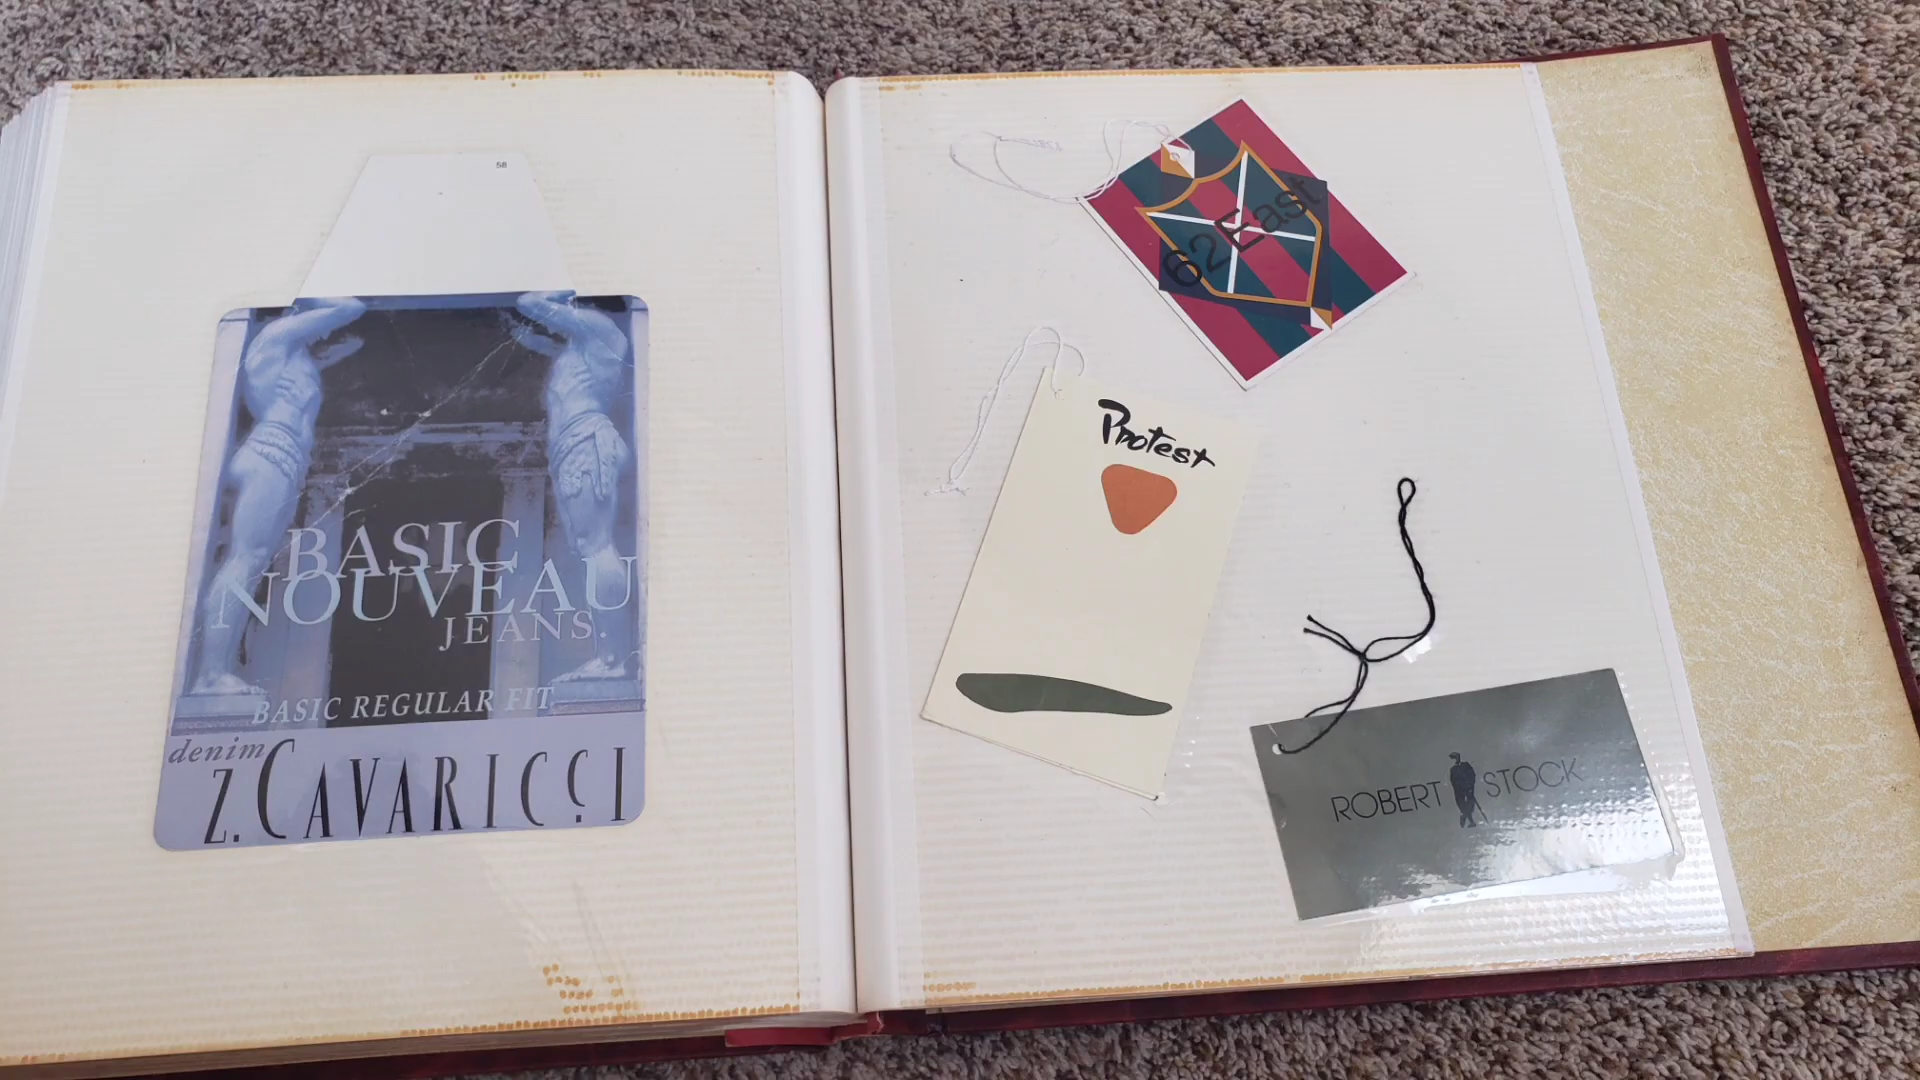 58
BASIC
NOUVEAU
JEANS.
BASIC REGULAR FIT
denim
Z. CAVARICCI
62 East
Protest
ROBERT STOCK